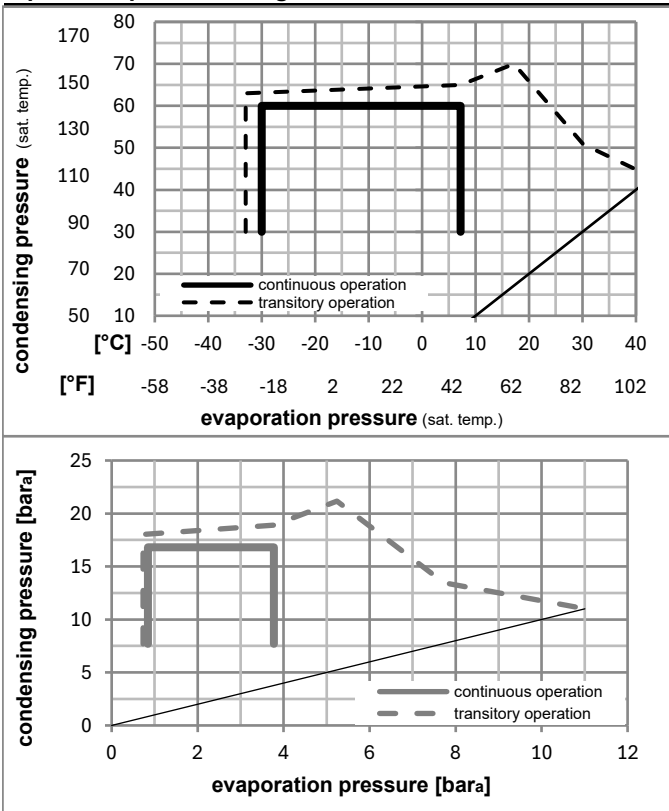 170 80
70
150 60
130 50
110 40
90 30
70 20
50 10
condensing pressure (sat. temp.)
continuous operation
transitory operation
[°C] -50 -40 -30 -20 -10 0 10 20 30 40
[°F] -58 -38 -18 2 22 42 62 82 102
evaporation pressure (sat. temp.)
25
20
15
10
5
0
condensing pressure [bara]
continuous operation
transitory operation
0 2 4 6 8 10 12
evaporation pressure [bara]